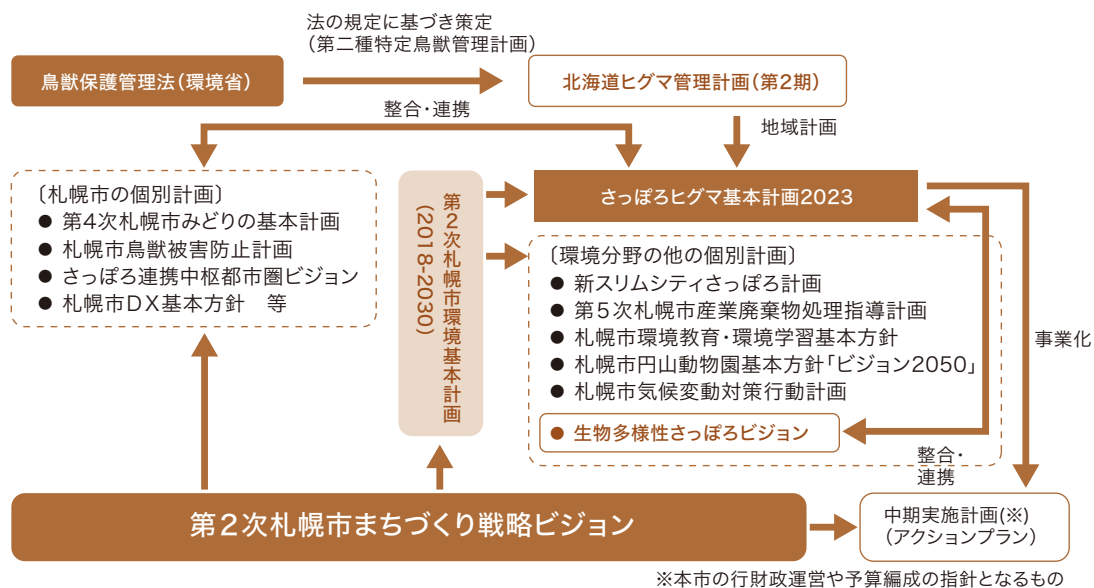 法の規定に基づき策定
（第二種特定鳥獣管理計画）
鳥獣保護管理法（環境省）
北海道ヒグマ管理計画（第2期）
整合・連携
地域計画
〔札幌市の個別計画〕
● 第4次札幌市みどりの基本計画
● 札幌市鳥獣被害防止計画
● さっぽろ連携中枢都市圏ビジョン
● 札幌市DX基本方針　等
第2次札幌市環境基本計画
（2018-2030）
さっぽろヒグマ基本計画2023
〔環境分野の他の個別計画〕
● 新スリムシティさっぽろ計画
● 第5次札幌市産業廃棄物処理指導計画
● 札幌市環境教育・環境学習基本方針
● 札幌市円山動物園基本方針「ビジョン2050」
● 札幌市気候変動対策行動計画
● 生物多様性さっぽろビジョン
事業化
整合・
連携
第2次札幌市まちづくり戦略ビジョン
中期実施計画(※)
（アクションプラン）
※本市の行財政運営や予算編成の指針となるもの